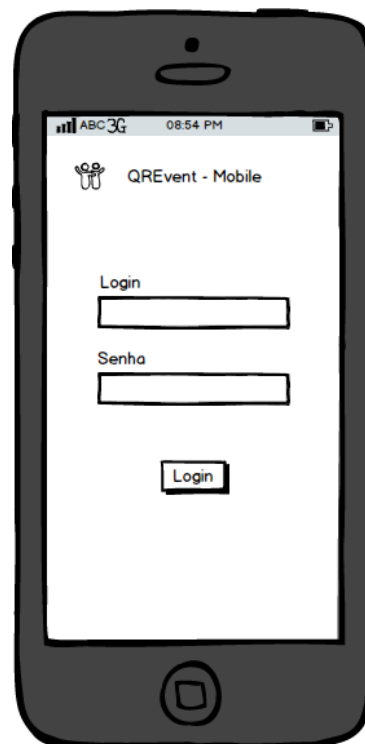 ABC 3G 08:54 PM
QREvent - Mobile
Login
Senha
Login